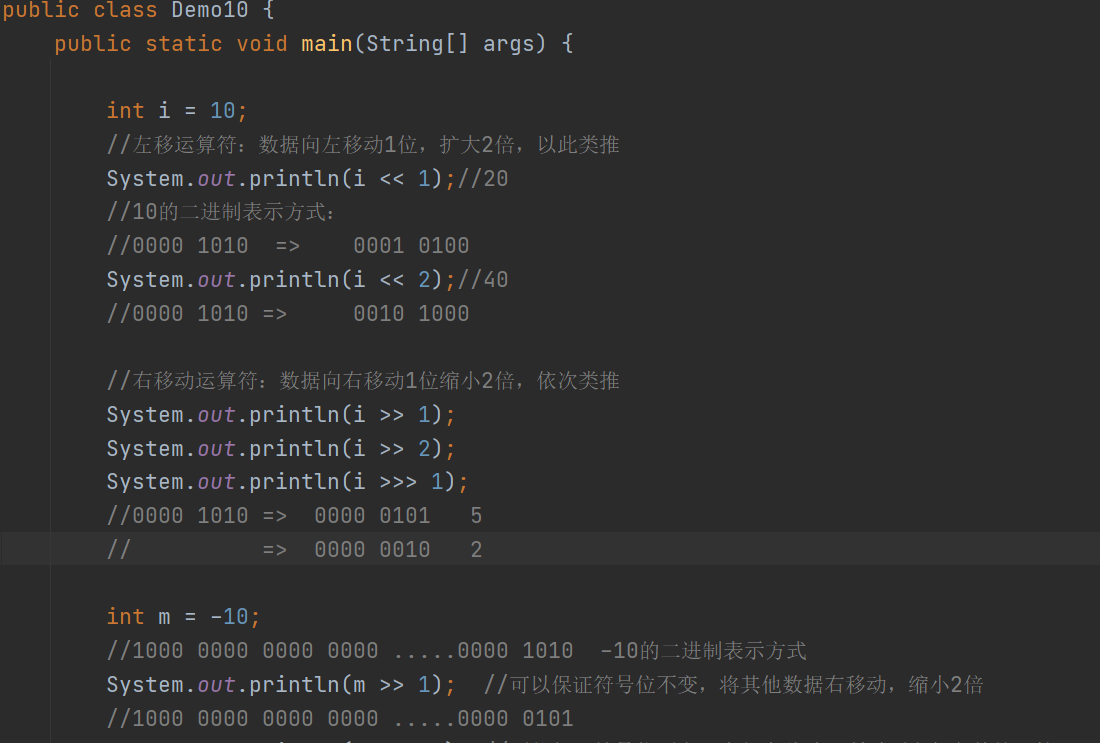 public class Demo10 {
public static void main(String[] args) {
int i = 10;
//左移运算符：数据向左移动1位，扩大2倍，以此类推
System.out.println(i << 1);//20
//10的二进制表示方式：
//0000 1010  =>    0001 0100
System.out.println(i << 2);//40
//0000 1010 =>     0010 1000
//右移动运算符：数据向右移动1位缩小2倍，依次类推
System.out.println(i >> 1);
System.out.println(i >> 2);
System.out.println(i >>> 1);
//0000 1010 =>  0000 0101   5
//          =>  0000 0010   2
int m = -10;
//1000 0000 0000 0000 .....0000 1010  -10的二进制表示方式
System.out.println(m >> 1);  //可以保证符号位不变，将其他数据右移动，缩小2倍
//1000 0000 0000 0000 .....0000 0101